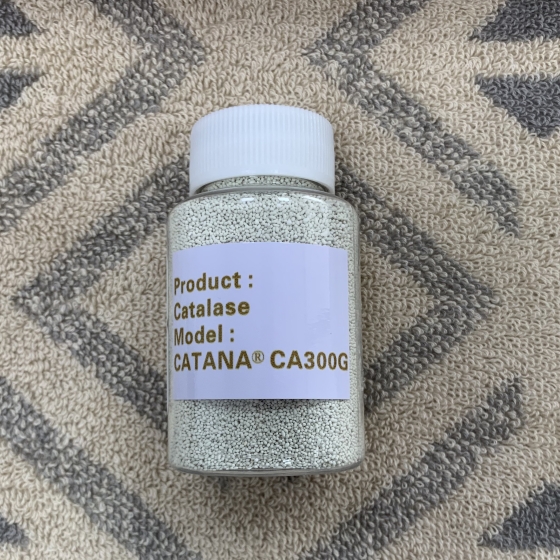 Product :
Catalase
Model :
CATANA® CA300G